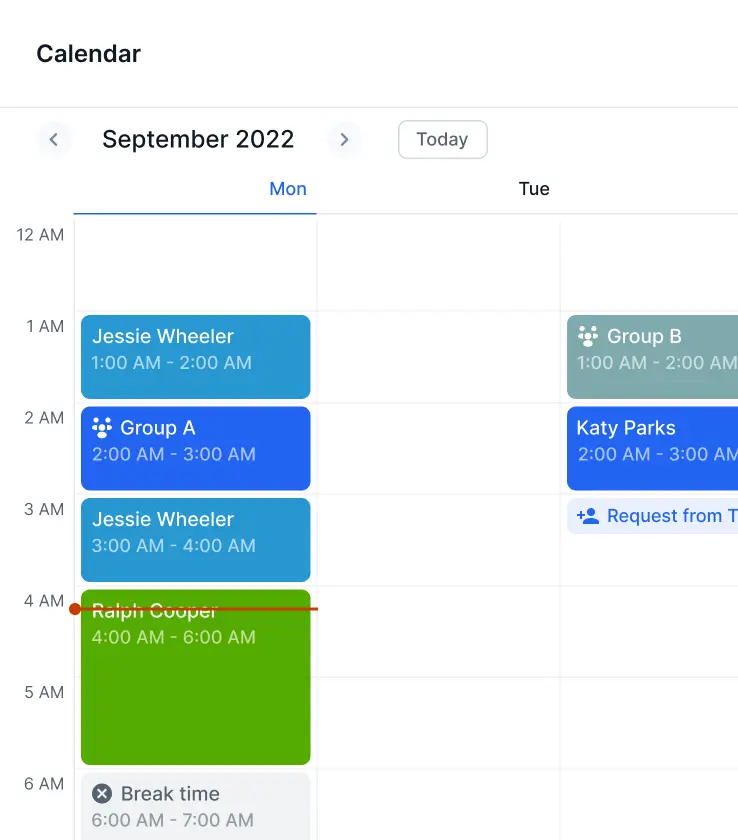 Calendar
September 2022
Today
Mon
Tue
12 AM
1 AM
Jessie Wheeler
1:00 AM - 2:00 AM
Group B
1:00 AM - 2:00 AM
2 AM
Group A
2:00 AM - 3:00 AM
Katy Parks
2:00 AM - 3:00 AM
3 AM
Jessie Wheeler
3:00 AM - 4:00 AM
Request from T
4 AM
Ralph Cooper
4:00 AM - 6:00 AM
5 AM
6 AM
Break time
6:00 AM - 7:00 AM